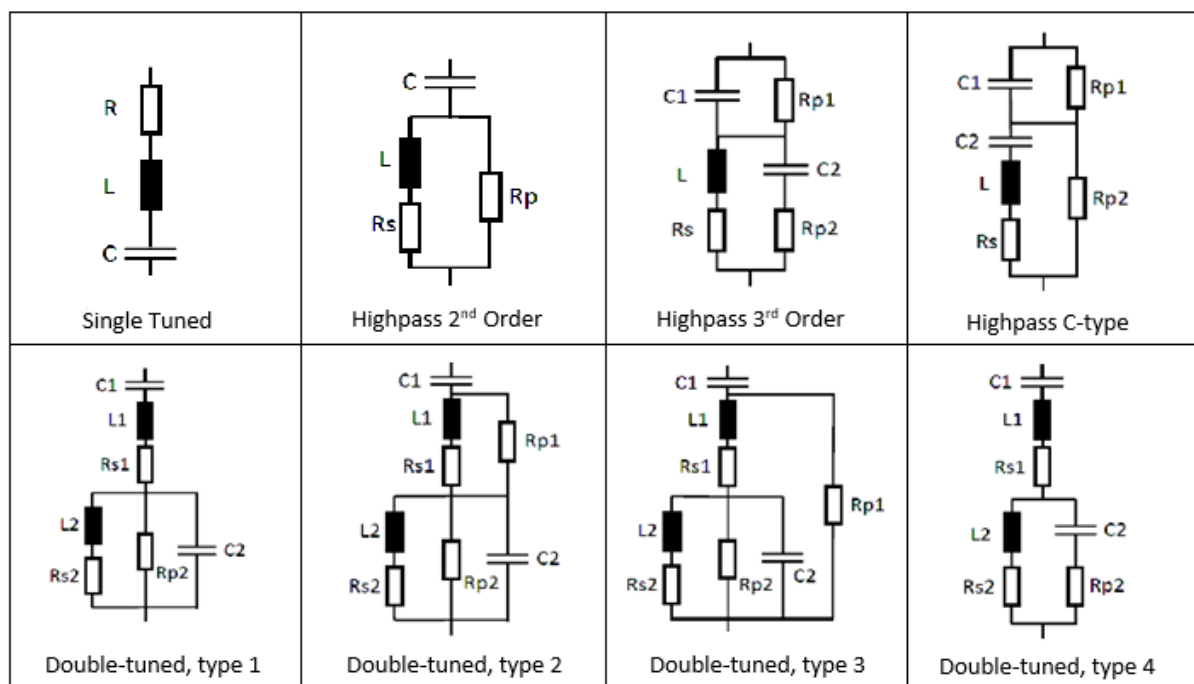 R
L
C
Single Tuned
C
L
Rs
Rp
Highpass 2nd Order
C1
Rp1
L
C2
Rs
Rp2
Highpass 3rd Order
C1
Rp1
C2
L
Rp2
Rs
Highpass C-type
C1
L1
Rs1
L2
Rs2
Rp2
C2
Double-tuned, type 1
C1
L1
Rp1
Rs1
L2
C2
Rs2
Rp2
Double-tuned, type 2
C1
L1
Rs1
Rp1
L2
Rs2
Rp2
C2
Double-tuned, type 3
C1
L1
Rs1
L2
C2
Rs2
Rp2
Double-tuned, type 4